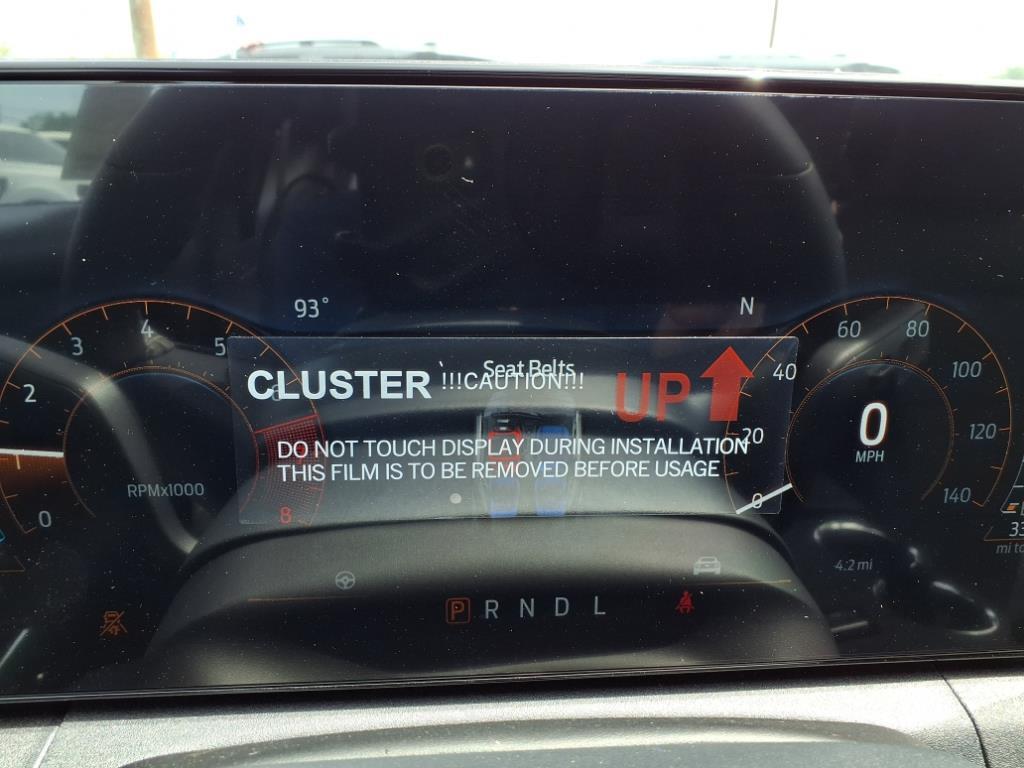 93°
N
2
3
4
5
6
8
0
RPMx1000
CLUSTER
Seat Belts
!!!CAUTION!!!
UP
DO NOT TOUCH DISPLAY DURING INSTALLATION
THIS FILM IS TO BE REMOVED BEFORE USAGE
0
20
40
60
80
100
120
140
0
MPH
4.2 mi
P R N D L